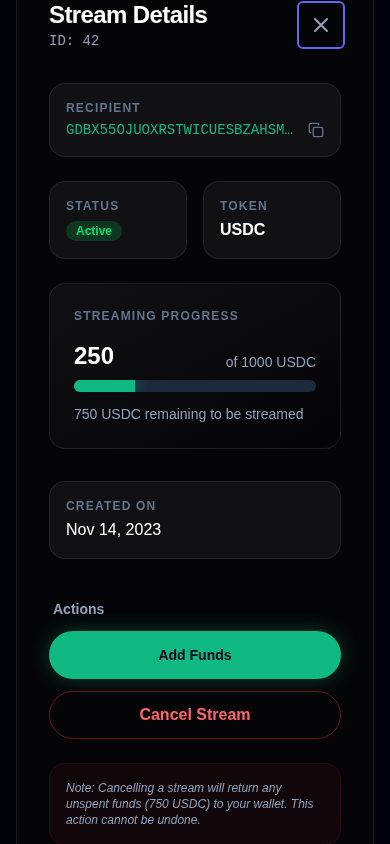 Stream Details
ID: 42
RECIPIENT
GDBX55OJUOXRSTWICUESBZAHSM…
STATUS
Active
TOKEN
USDC
STREAMING PROGRESS
250
of 1000 USDC
750 USDC remaining to be streamed
CREATED ON
Nov 14, 2023
Actions
Add Funds
Cancel Stream
Note: Cancelling a stream will return any
unspent funds (750 USDC) to your wallet. This
action cannot be undone.